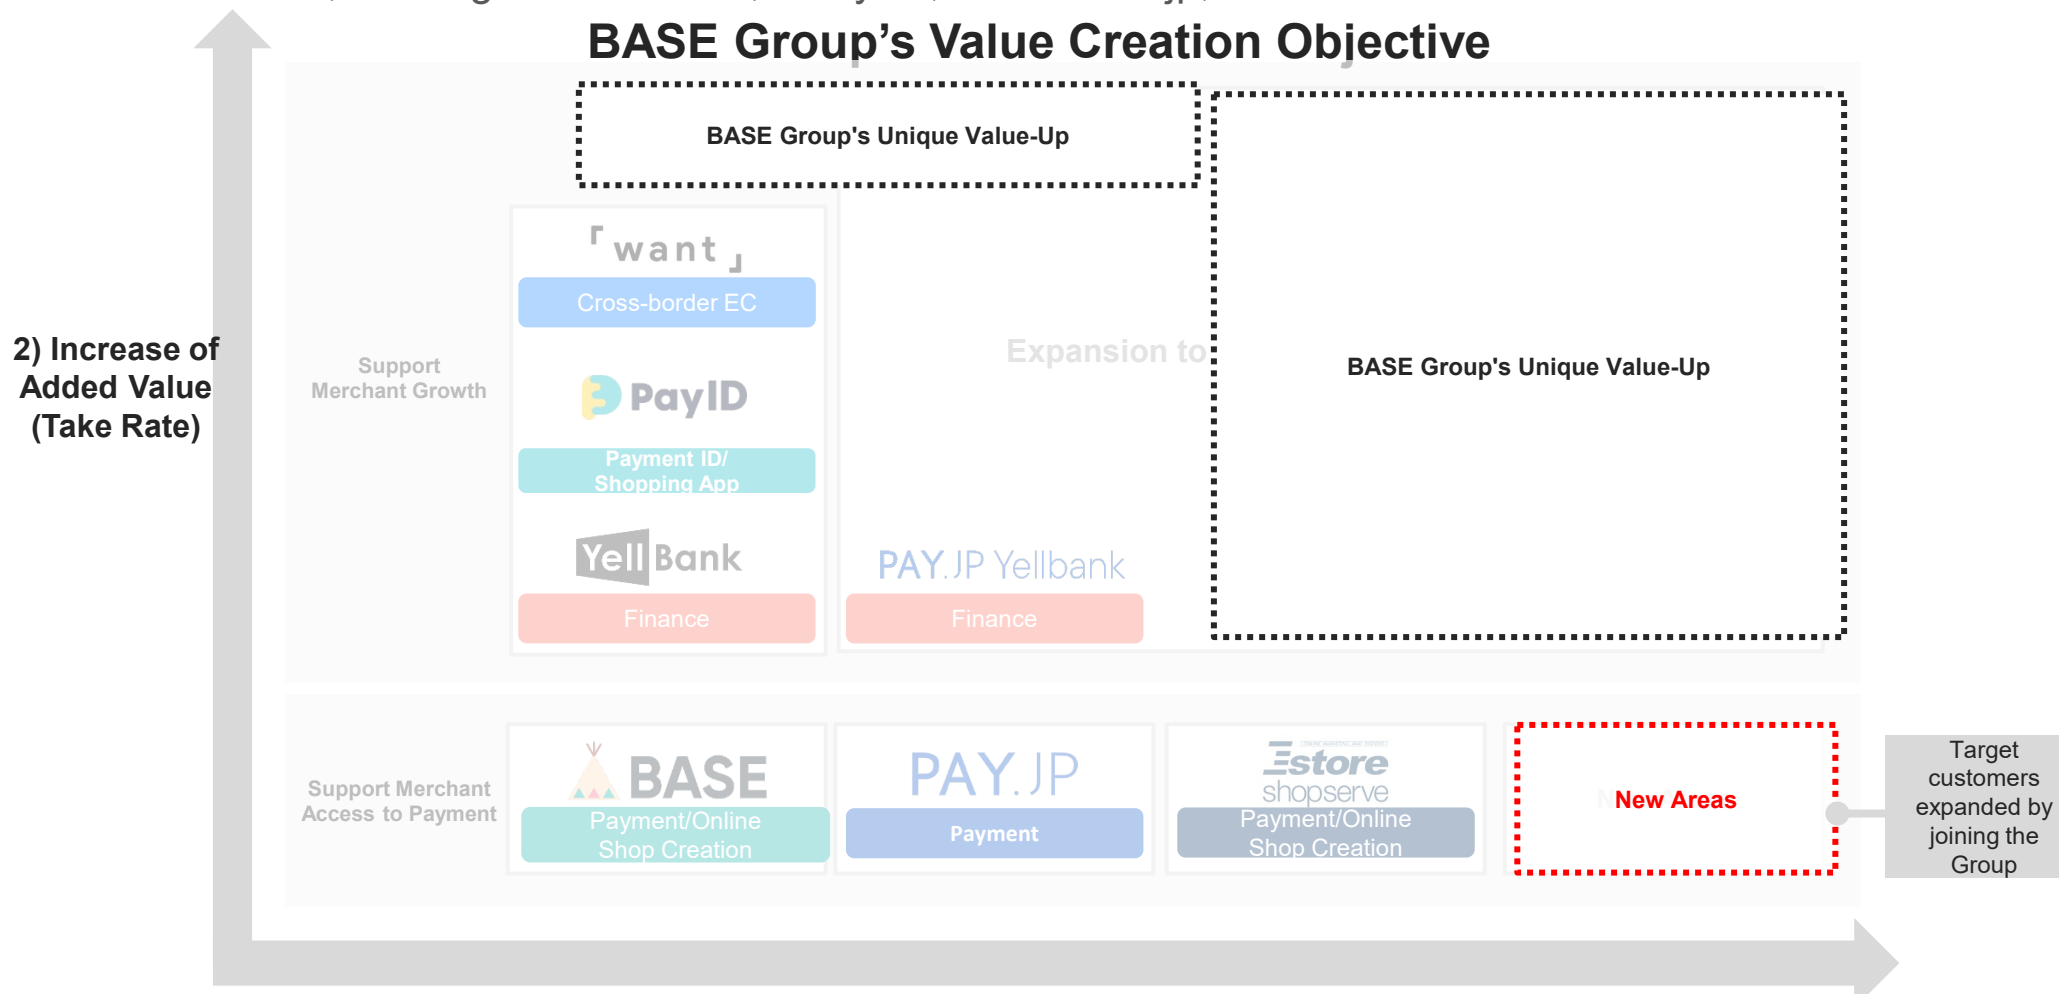 BASE Group’s Value Creation Objective
BASE Group's Unique Value-Up
「want」
Cross-border EC
2) Increase of
Added Value
(Take Rate)
Support
Merchant Growth
Expansion to
BASE Group's Unique Value-Up
PayID
Payment ID/
Shopping App
YellBank
PAY.JP Yellbank
Finance
Finance
Support Merchant
Access to Payment
BASE
Payment/Online
Shop Creation
PAY.JP
Payment
Estore
shopserve
Payment/Online
Shop Creation
New Areas
Target
customers
expanded by
joining the
Group